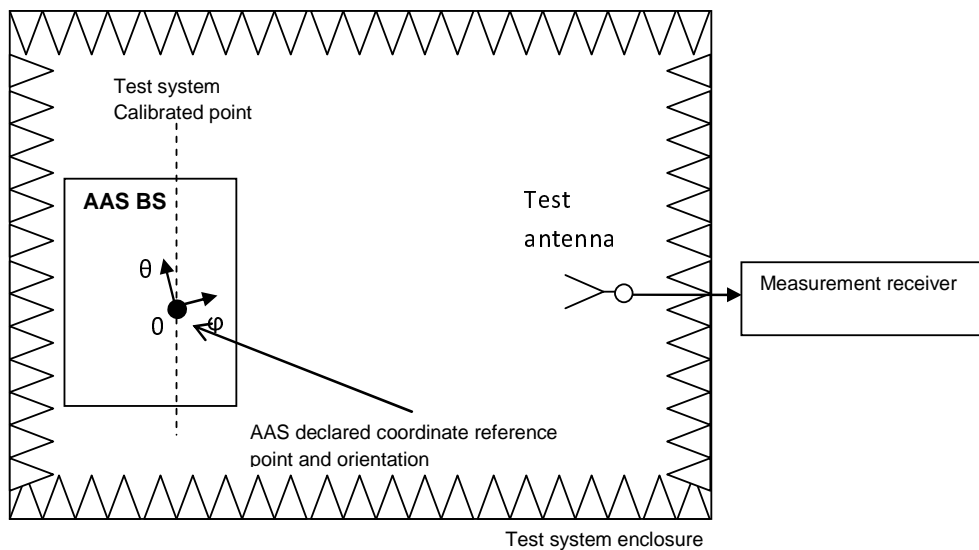 Test system
Calibrated point
AAS BS
Test
antenna
θ
0
φ
Measurement receiver
AAS declared coordinate reference
point and orientation
Test system enclosure